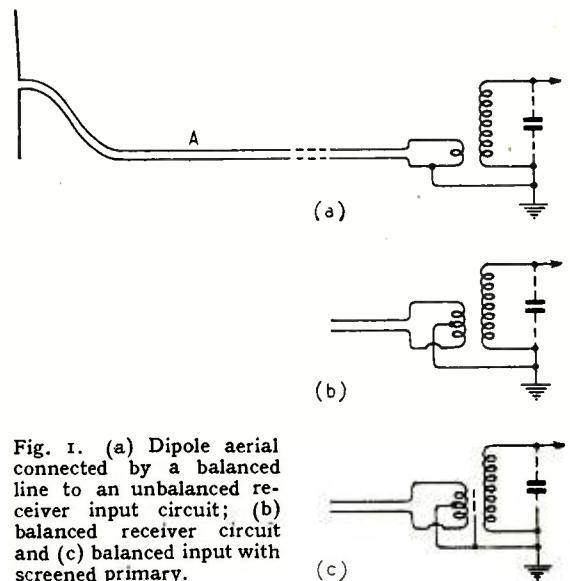 A
(a)
(b)
Fig. 1. (a) Dipole aerial
connected by a balanced
line to an unbalanced re-
ceiver input circuit; (b)
balanced receiver circuit
and (c) balanced input with
screened primary.
(c)